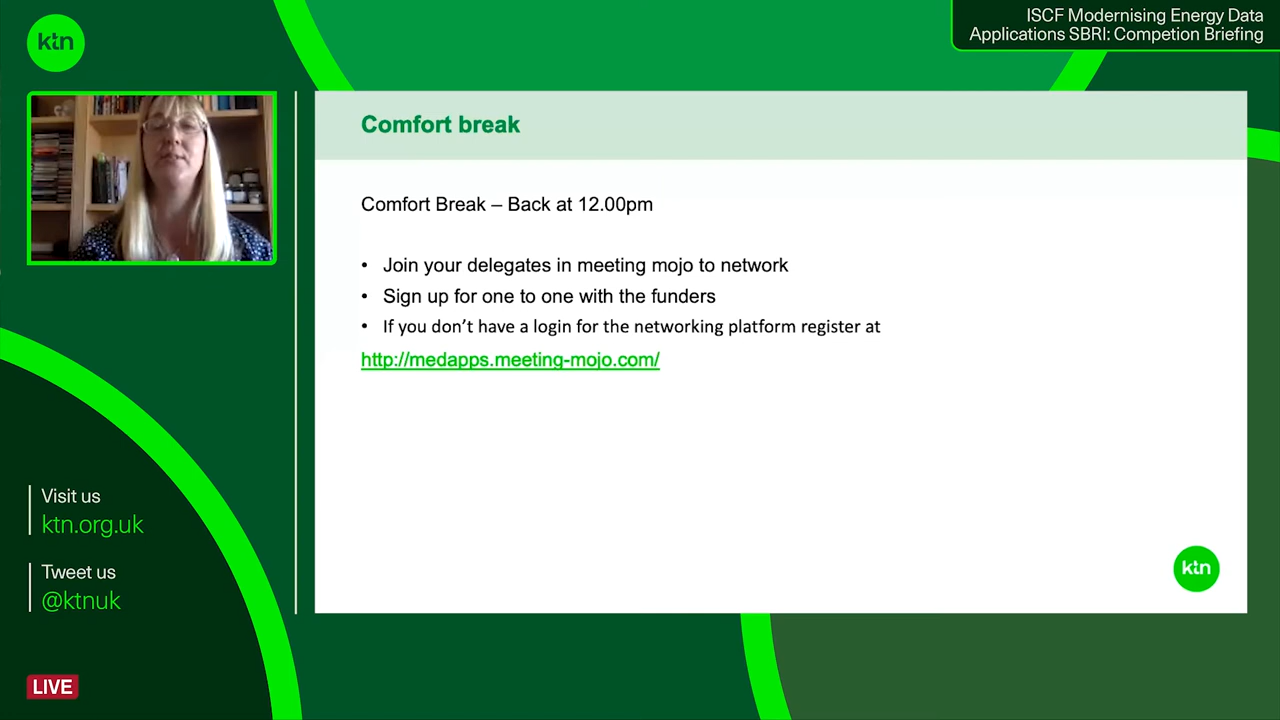 ktn
ISCF Modernising Energy Data
Applications SBRI: Competion Briefing
Comfort break
Comfort Break – Back at 12.00pm
• Join your delegates in meeting mojo to network
• Sign up for one to one with the funders
• If you don’t have a login for the networking platform register at
http://medapps.meeting-mojo.com/
Visit us
ktn.org.uk
Tweet us
@ktnuk
ktn
LIVE